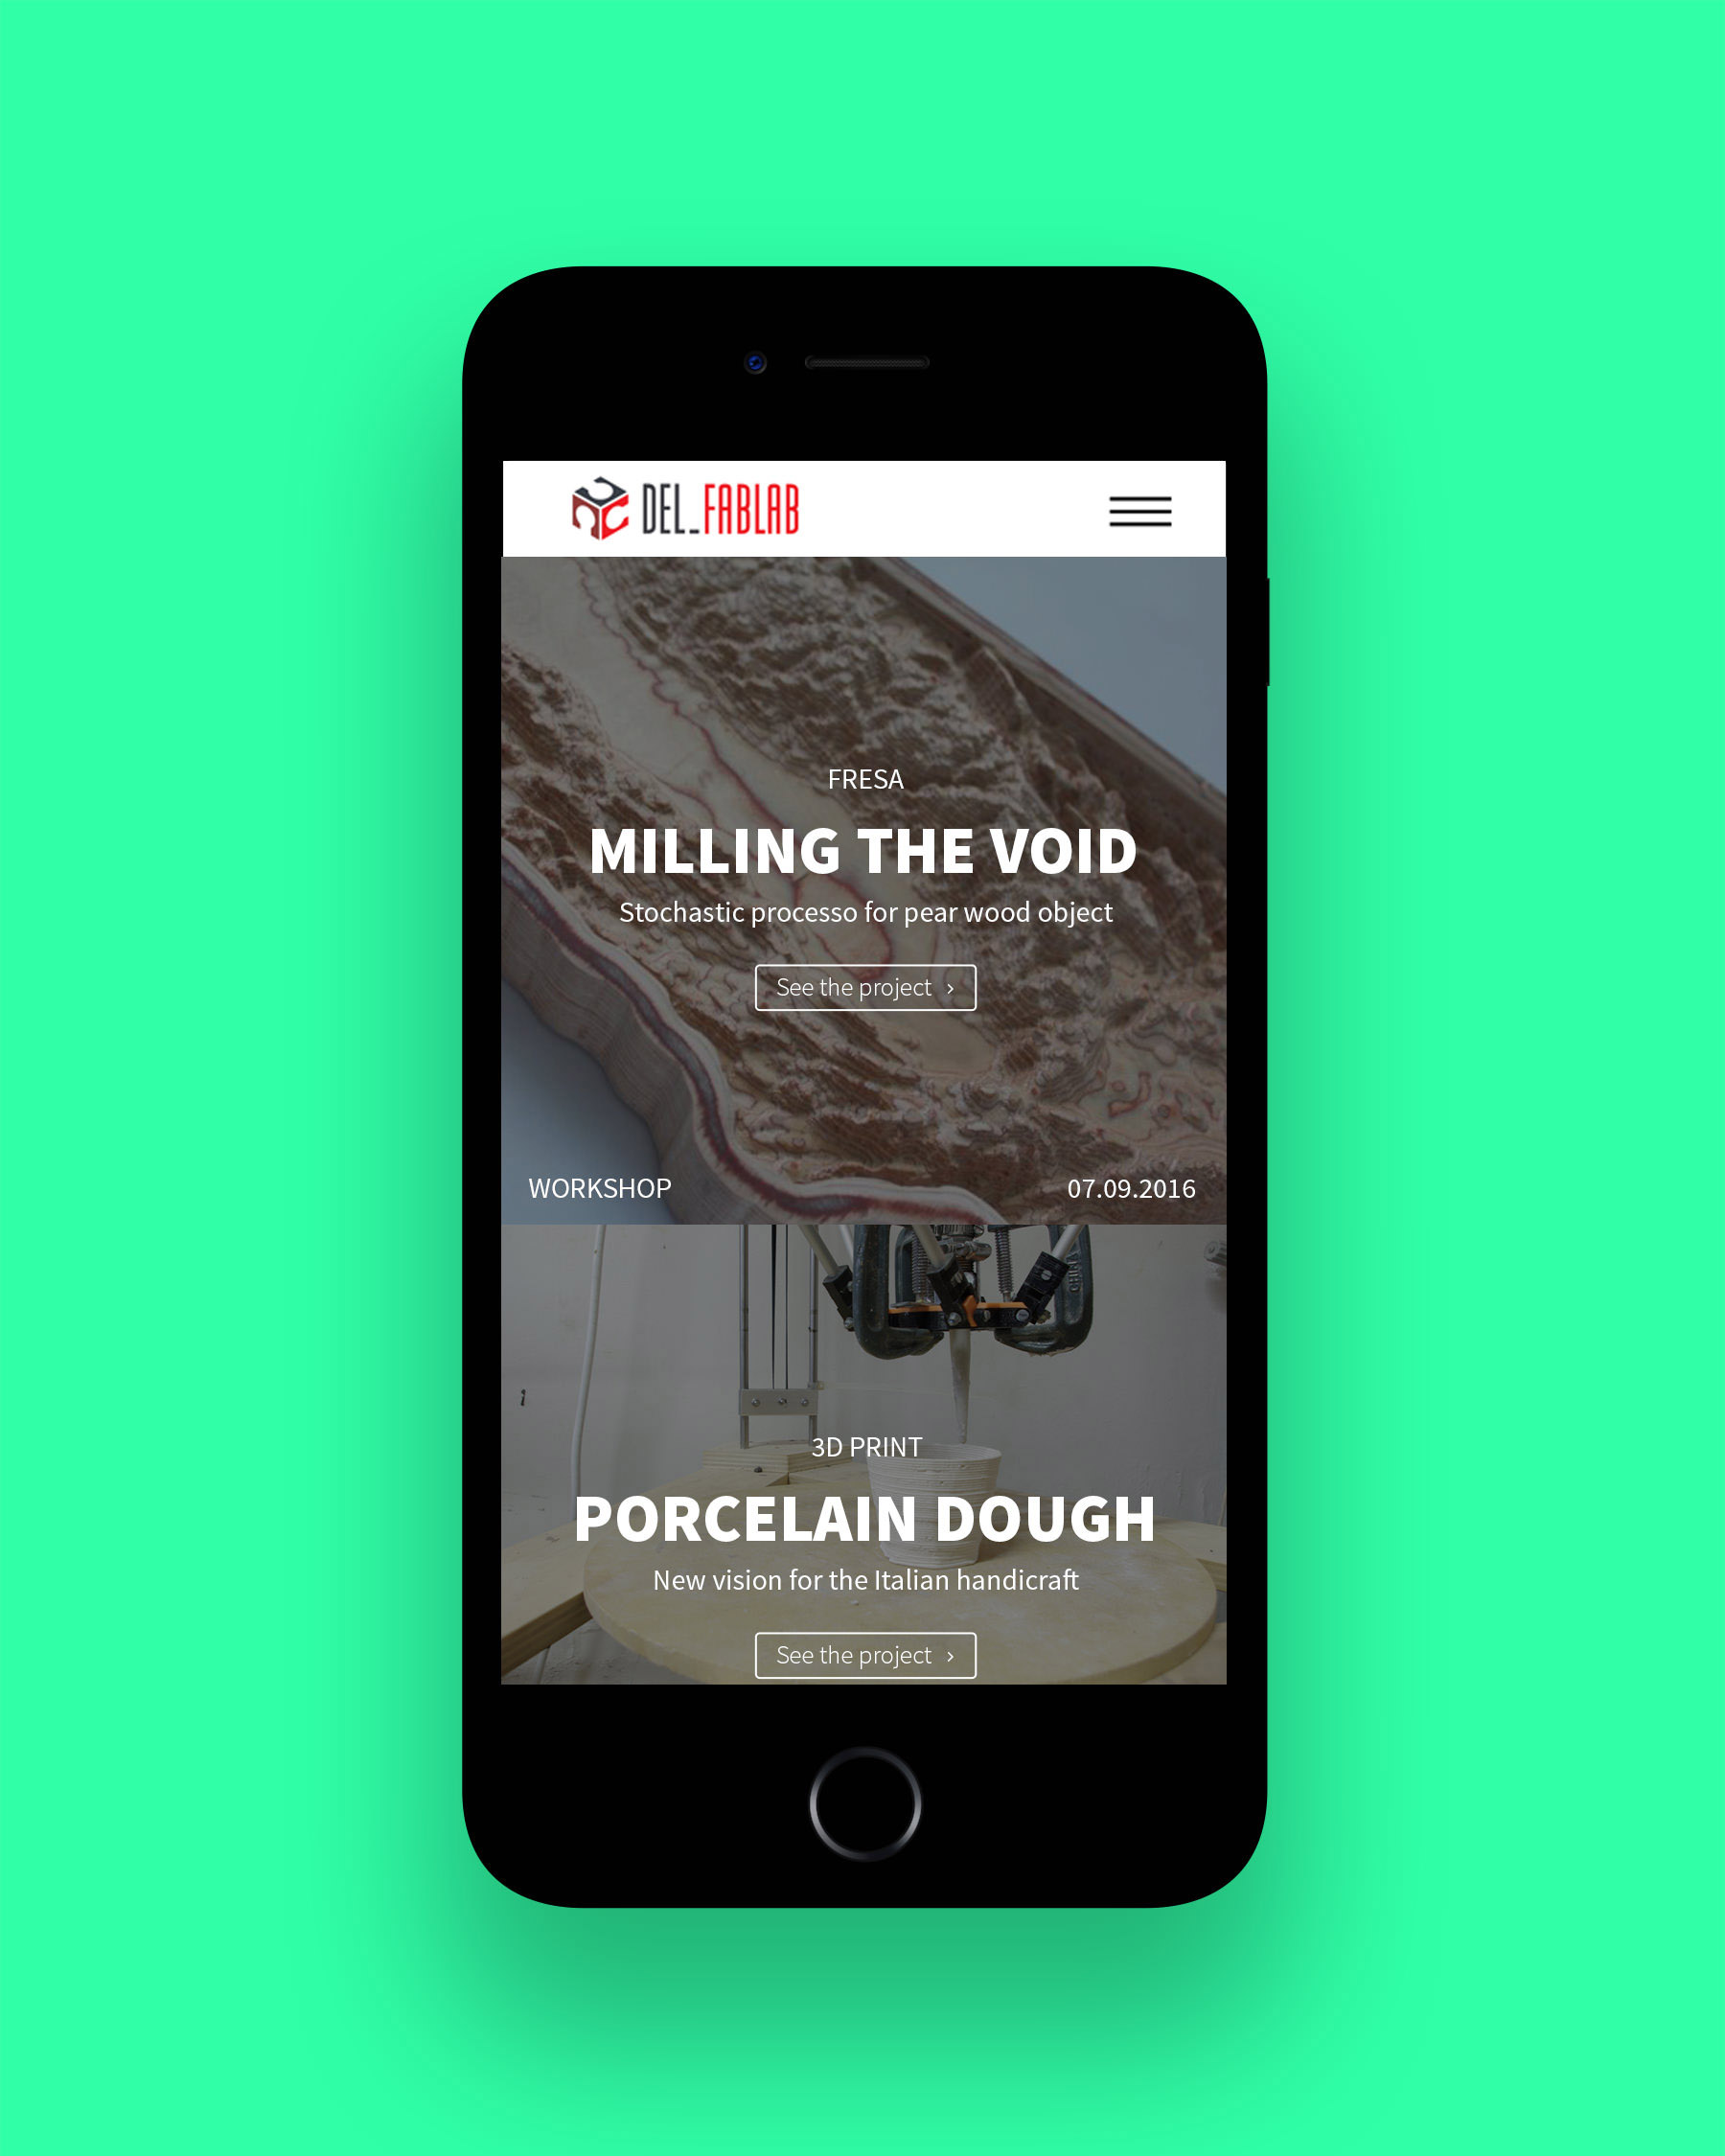 DEL_FABLAB
FRESA
MILLING THE VOID
Stochastic processo for pear wood object
See the project ›
WORKSHOP 07.09.2016
3D PRINT
PORCELAIN DOUGH
New vision for the Italian handicraft
See the project ›